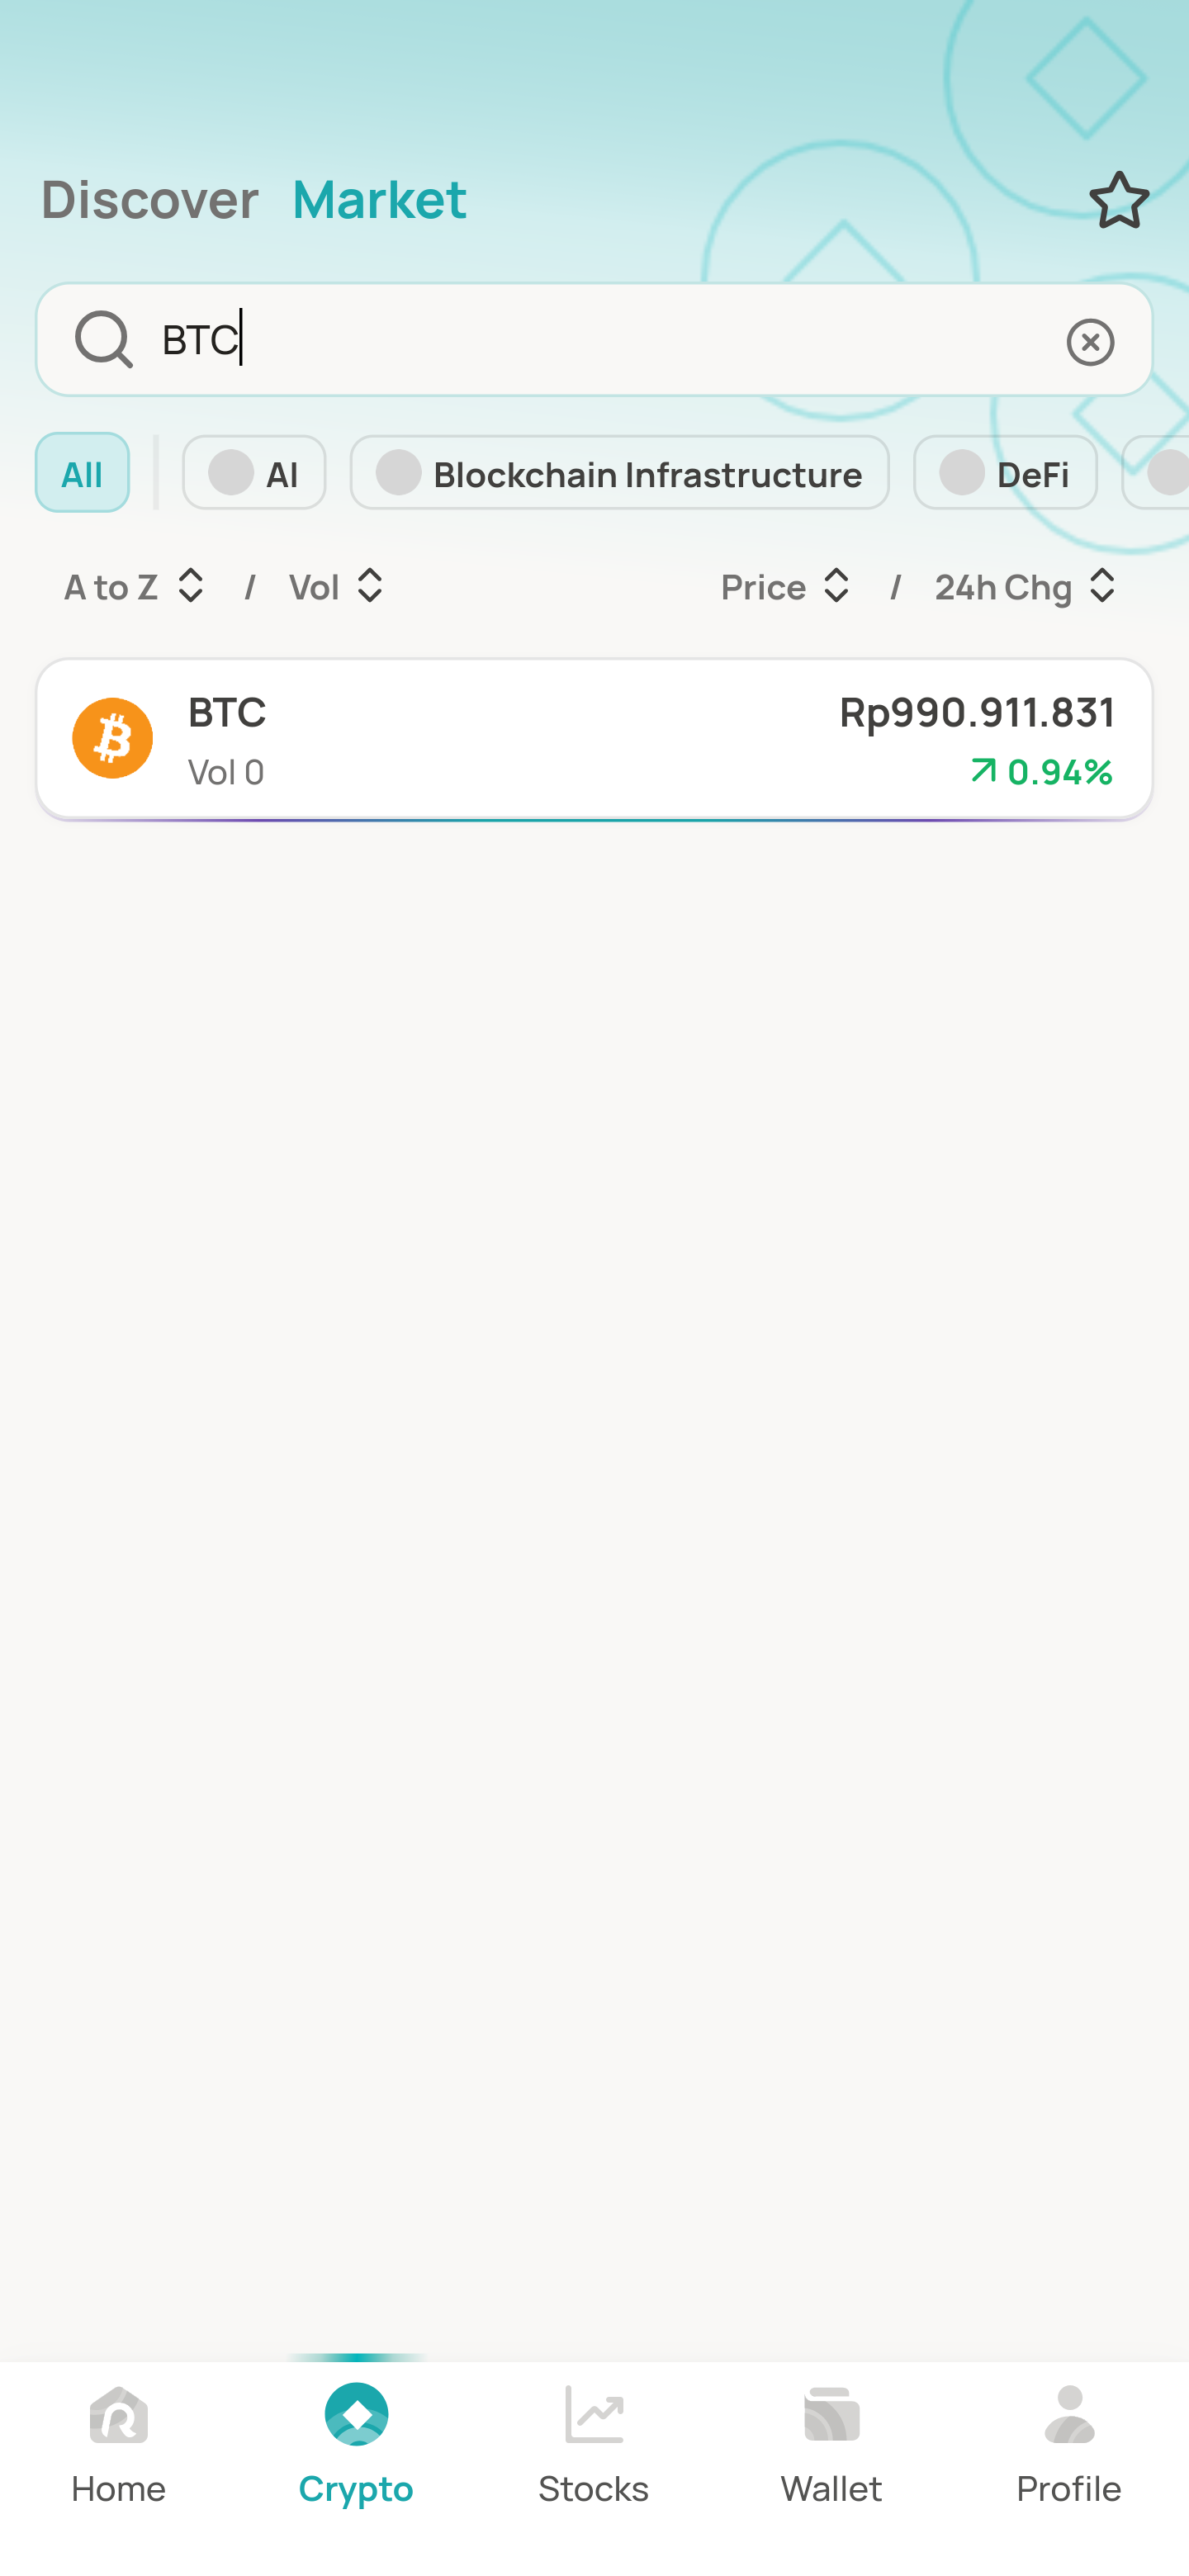 Discover Market
BTC
All AI Blockchain Infrastructure DeFi
A to Z / Vol Price / 24h Chg
BTC Rp990.911.831
Vol 0 0.94%
Home Crypto Stocks Wallet Profile